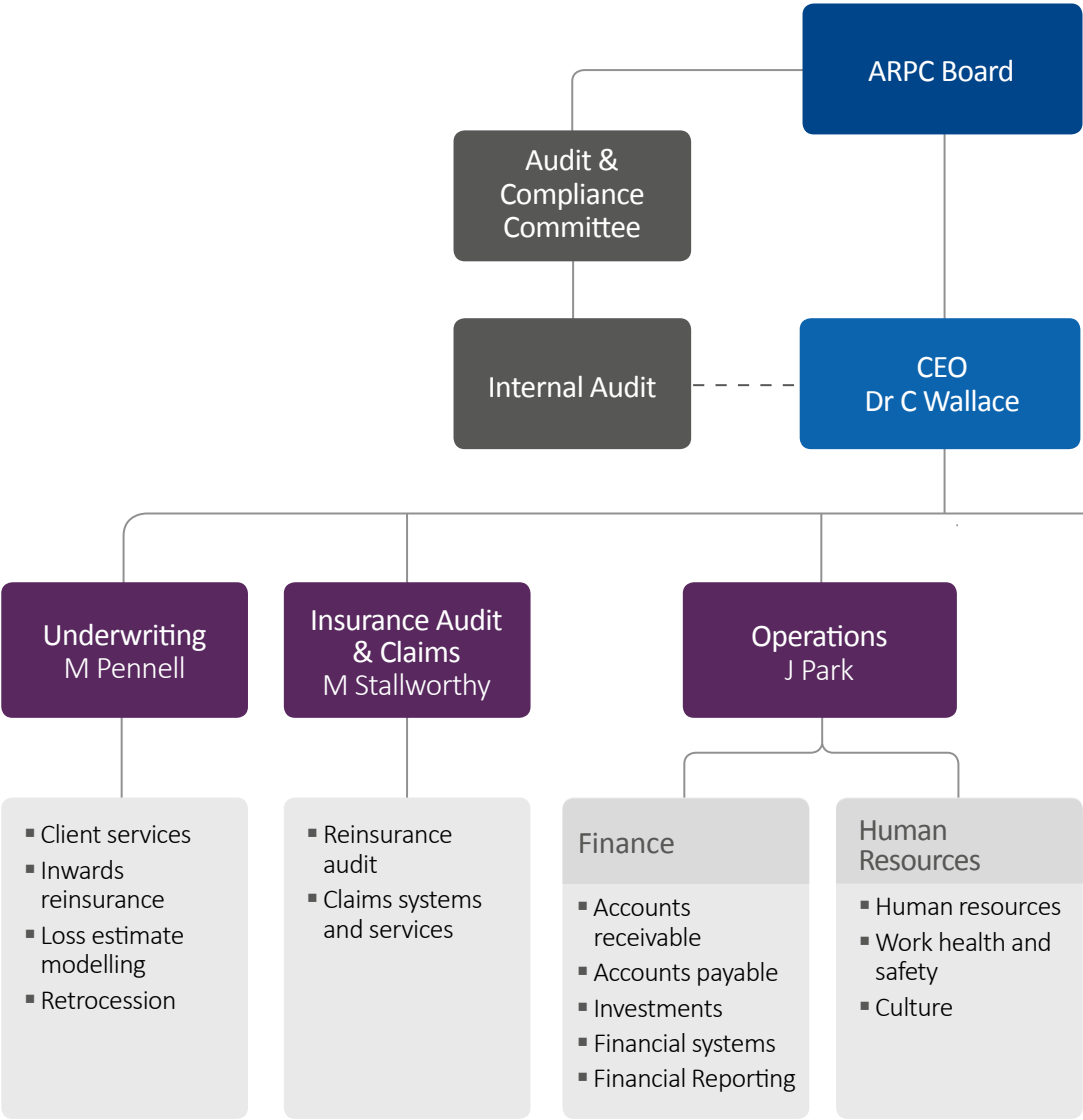 ARPC Board
Audit &
Compliance
Committee
Internal Audit
CEO
Dr C Wallace
Underwriting
M Pennell
Insurance Audit
& Claims
M Stallworthy
Operations
J Park
▪ Client services
▪ Inwards
reinsurance
▪ Loss estimate
modelling
▪ Retrocession
▪ Reinsurance
audit
▪ Claims systems
and services
Finance
▪ Accounts
receivable
▪ Accounts payable
▪ Investments
▪ Financial systems
▪ Financial Reporting
Human
Resources
▪ Human resources
▪ Work health and
safety
▪ Culture